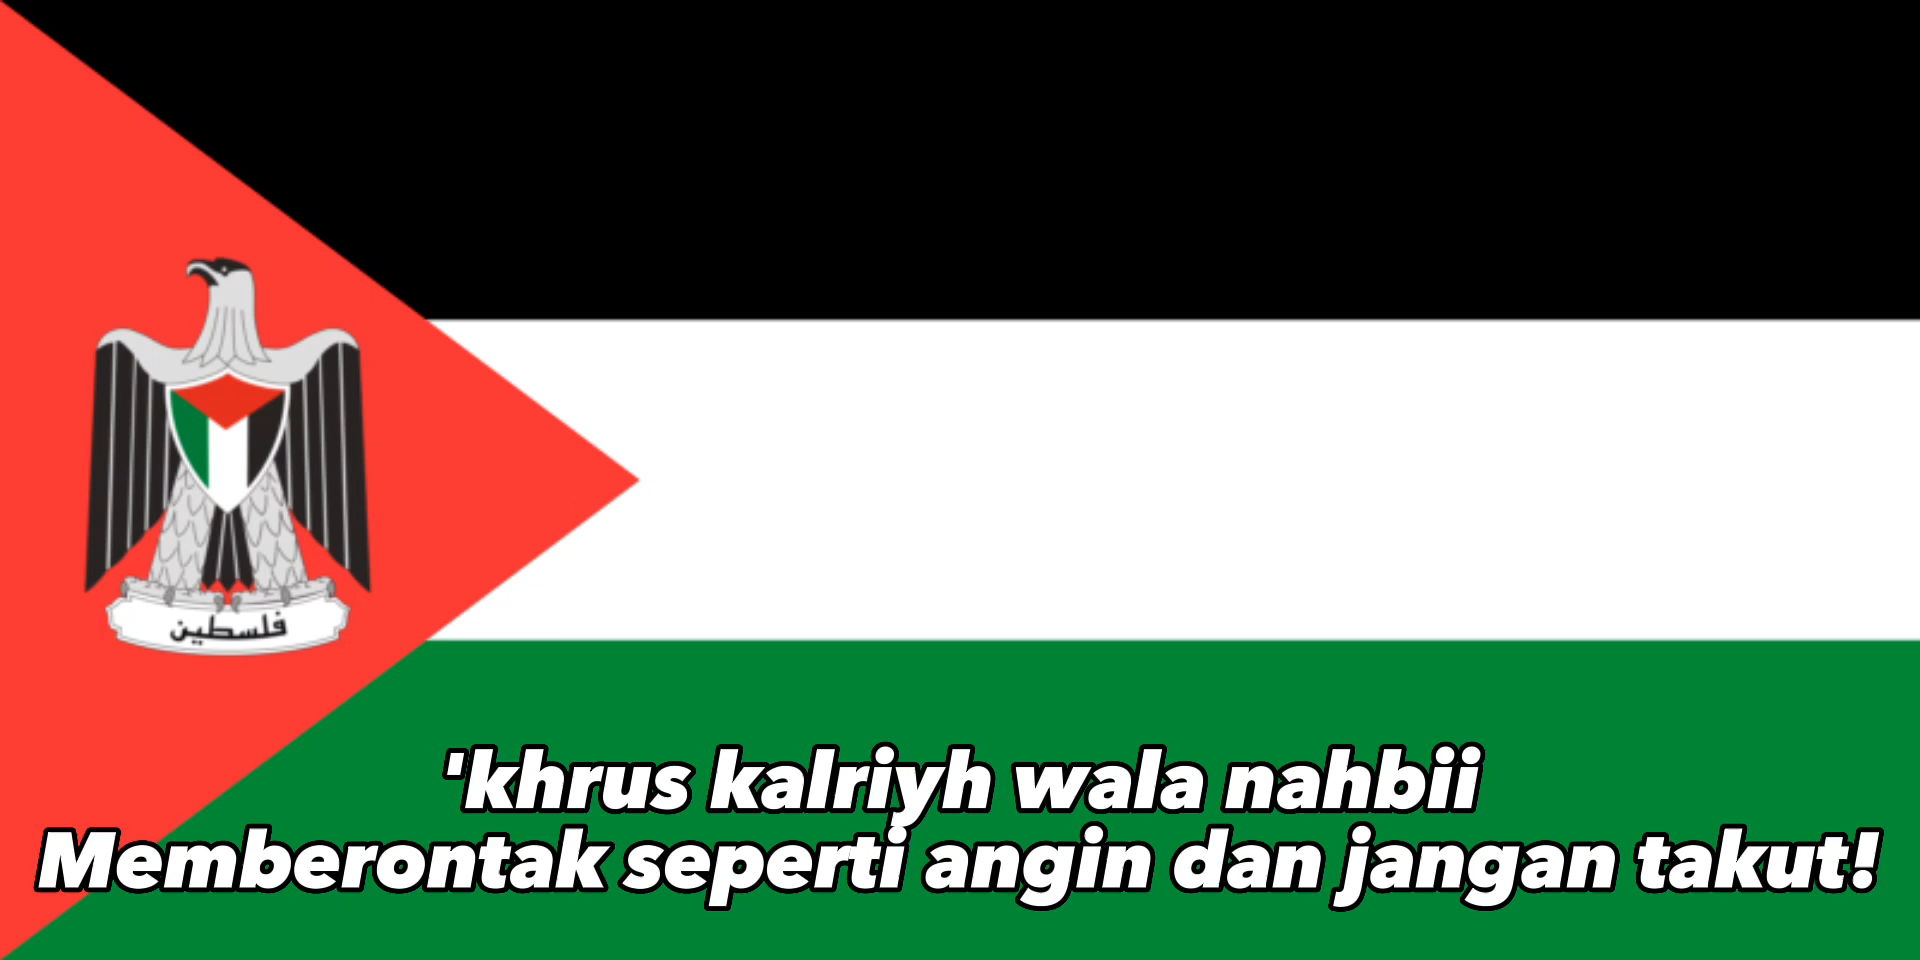 فلسطين
'khrus kalriyh wala nahbii
Memberontak seperti angin dan jangan takut!